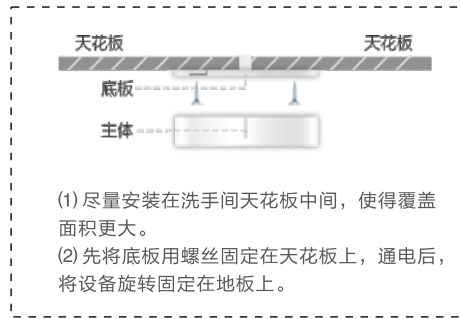 天花板 天花板
底板
主体
(1) 尽量安装在洗手间天花板中间，使得覆盖
面积更大。
(2) 先将底板用螺丝固定在天花板上，通电后，
将设备旋转固定在地板上。